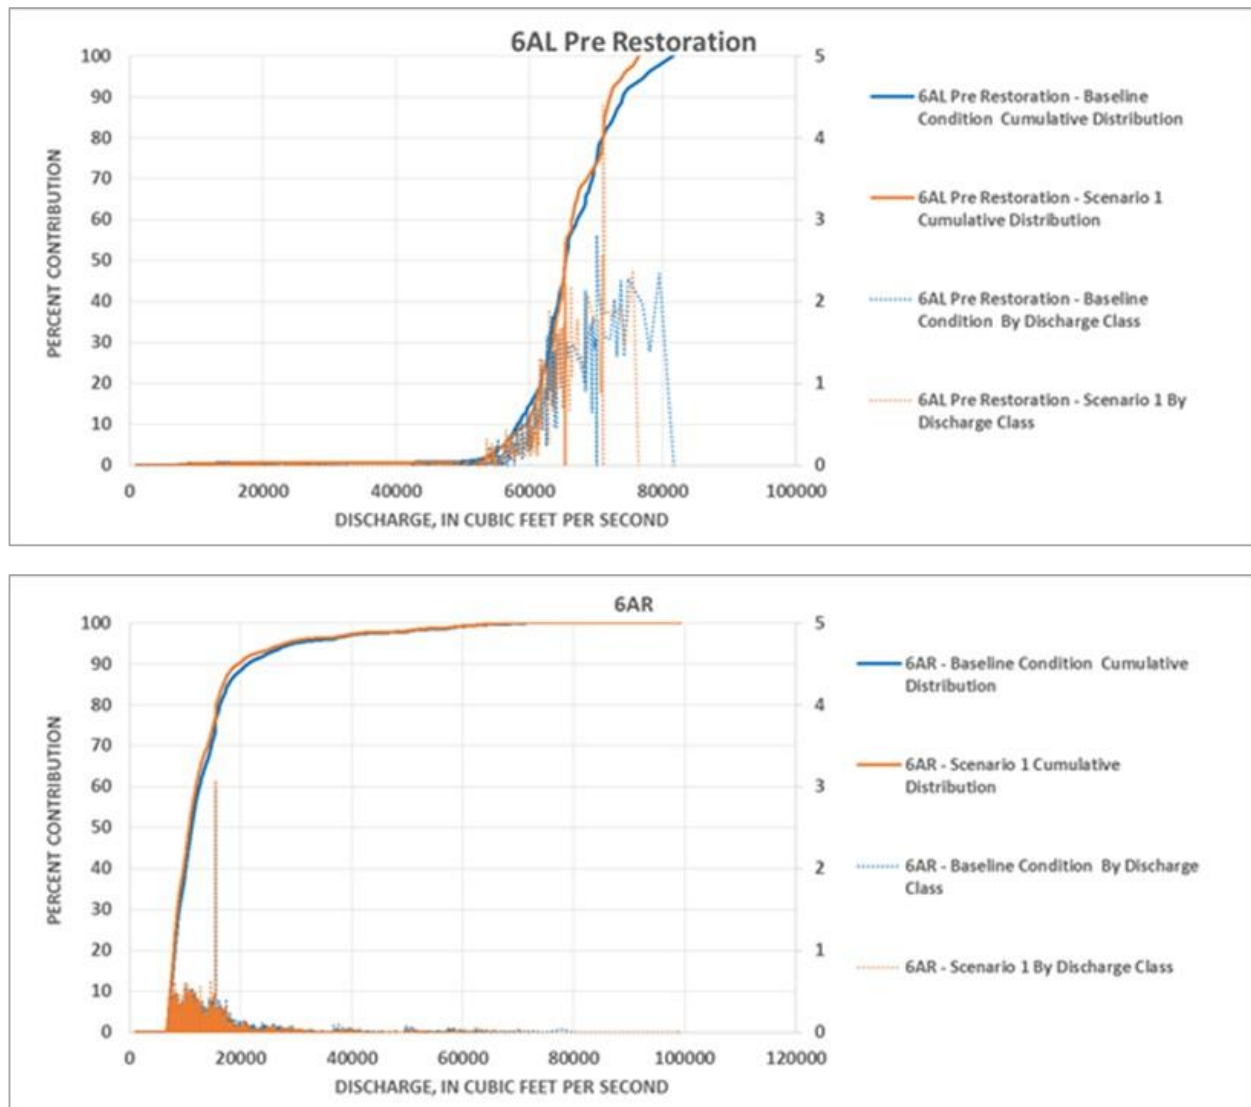 6AL Pre Restoration
100
90
80
70
60
50
40
30
20
10
0
PERCENT CONTRIBUTION
5
4
3
2
1
0
0 20000 40000 60000 80000 100000
DISCHARGE, IN CUBIC FEET PER SECOND
6AL Pre Restoration - Baseline
Condition Cumulative Distribution
6AL Pre Restoration - Scenario 1
Cumulative Distribution
6AL Pre Restoration - Baseline
Condition By Discharge Class
6AL Pre Restoration - Scenario 1 By
Discharge Class
6AR
100
90
80
70
60
50
40
30
20
10
0
PERCENT CONTRIBUTION
5
4
3
2
1
0
0 20000 40000 60000 80000 100000 120000
DISCHARGE, IN CUBIC FEET PER SECOND
6AR - Baseline Condition Cumulative
Distribution
6AR - Scenario 1 Cumulative
Distribution
6AR - Baseline Condition By Discharge
Class
6AR - Scenario 1 By Discharge Class